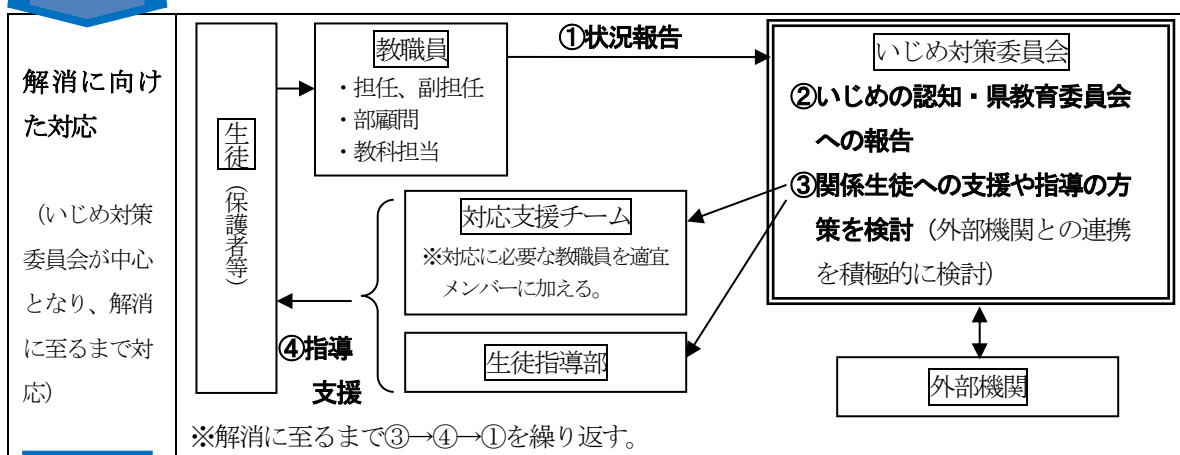 解消に向け
た対応
（いじめ対策
委員会が中心
となり、解消
に至るまで対
応）
生徒
（保護者等）
教職員
・担任、副担任
・部顧問
・教科担当
①状況報告
いじめ対策委員会
②いじめの認知・県教育委員会
への報告
③関係生徒への支援や指導の方
策を検討（外部機関との連携
を積極的に検討）
対応支援チーム
※対応に必要な教職員を適宜
メンバーに加える。
生徒指導部
④指導
支援
外部機関
※解消に至るまで③→④→①を繰り返す。